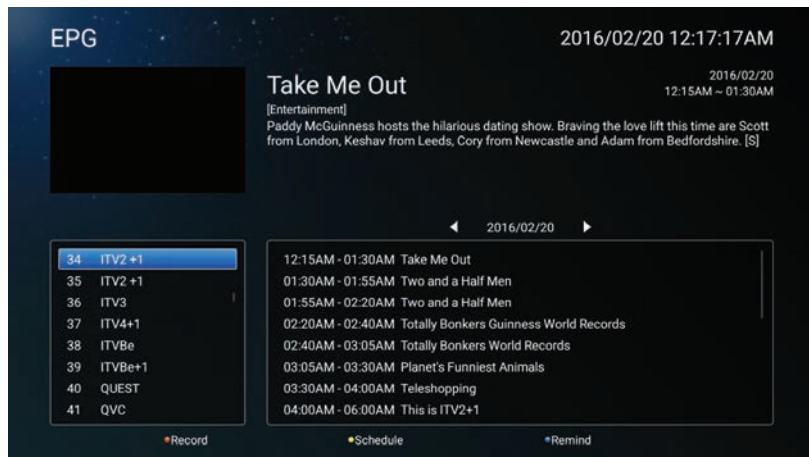 EPG
2016/02/20 12:17:17AM
Take Me Out
2016/02/20
12:15AM ~ 01:30AM
[Entertainment]
Paddy McGuinness hosts the hilarious dating show. Braving the love lift this time are Scott
from London, Keshav from Leeds, Cory from Newcastle and Adam from Bedfordshire. [S]
2016/02/20
34 ITV2 +1
35 ITV2 +1
36 ITV3
37 ITV4+1
38 ITVBe
39 ITVBe+1
40 QUEST
41 QVC
12:15AM - 01:30AM Take Me Out
01:30AM - 01:55AM Two and a Half Men
01:55AM - 02:20AM Two and a Half Men
02:20AM - 02:40AM Totally Bonkers Guinness World Records
02:40AM - 03:05AM Totally Bonkers World Records
03:05AM - 03:30AM Planet's Funniest Animals
03:30AM - 04:00AM Teleshopping
04:00AM - 06:00AM This is ITV2+1
Record
Schedule
Remind